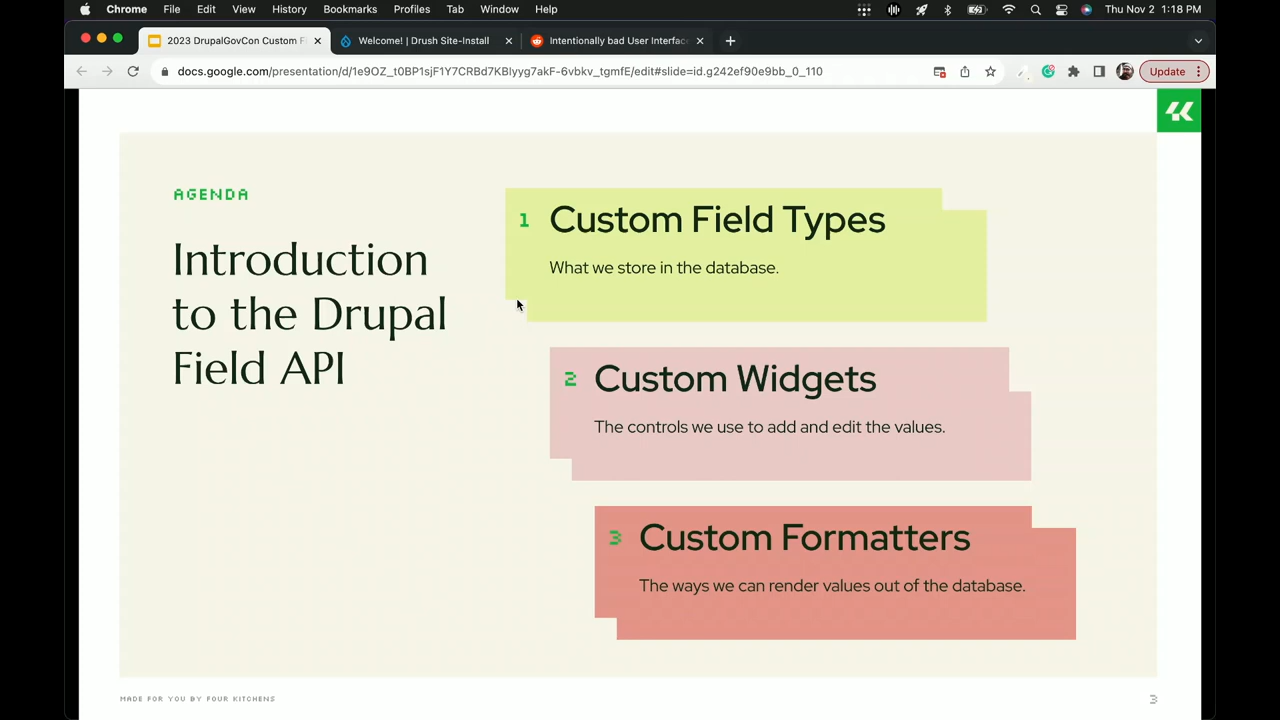 Chrome File Edit View History Bookmarks Profiles Tab Window Help Thu Nov 2 1:18 PM
2023 DrupalGovCon Custom F Welcome! | Drush Site-Install Intentionally bad User Interfac
docs.google.com/presentation/d/1e9OZ_t0BP1sjF1Y7CRBd7KBlyyg7akF-6vbkv_tgmfE/edit#slide=id.g242ef90e9bb_0_110 Update
AGENDA
Introduction
to the Drupal
Field API
1 Custom Field Types
What we store in the database.
2 Custom Widgets
The controls we use to add and edit the values.
3 Custom Formatters
The ways we can render values out of the database.
MADE FOR YOU BY FOUR KITCHENS 3